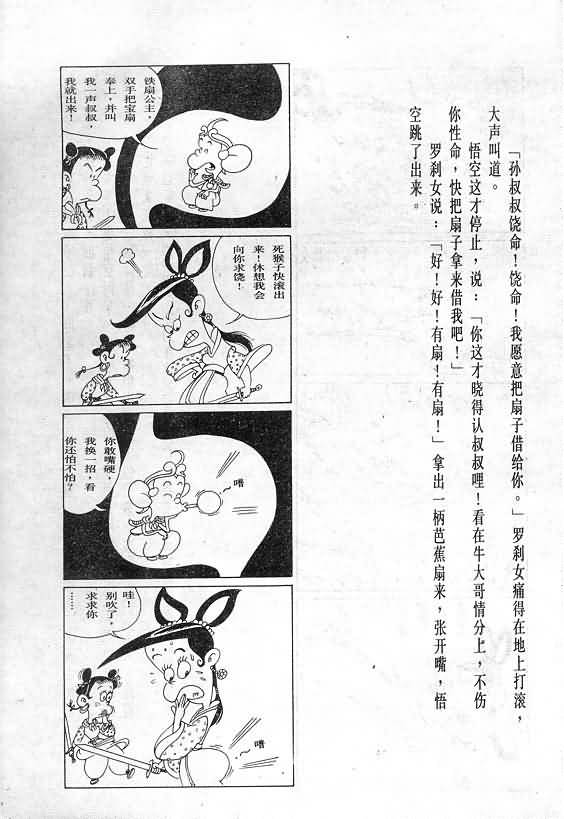 「孙叔叔饶命！饶命！我愿意把扇子借给你。」罗刹女痛得在地上打滚，
大声叫道。
悟空这才停止，说：「你这才晓得认叔叔哩！看在牛大哥情分上，不伤
你性命，快把扇子拿来借我吧！」
罗刹女说：「好！好！有扇！有扇！」拿出一柄芭蕉扇来，张开嘴，悟
空跳了出来。
铁扇公主，
双手把宝扇
奉上，并叫
我一声叔叔，
我就出来！
死猴子快滚出
来！休想我会
向你求饶！
你敢嘴硬，
我换一招，看
你还怕不怕？
哇！
别吹了，
求求你
……